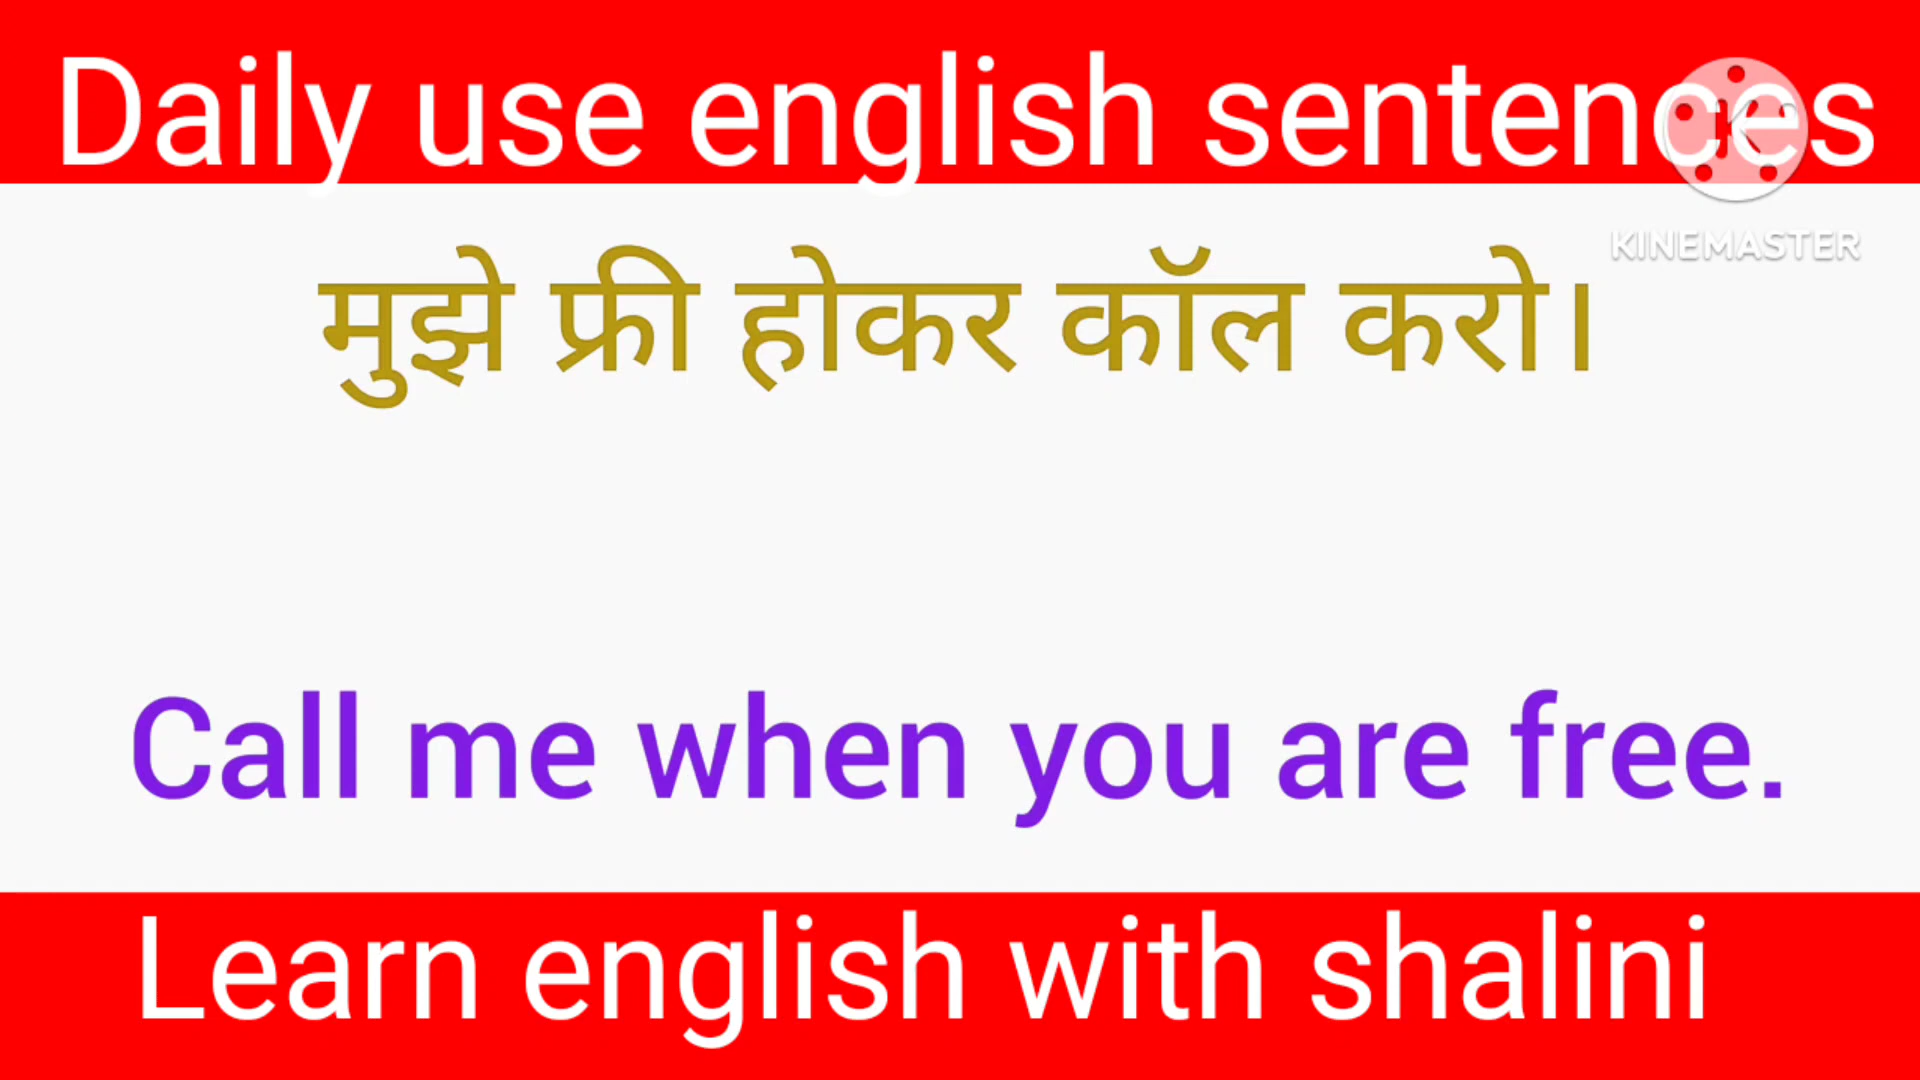 Daily use english sentences
KINEMASTER
मुझे फ्री होकर कॉल करो।
Call me when you are free.
Learn english with shalini